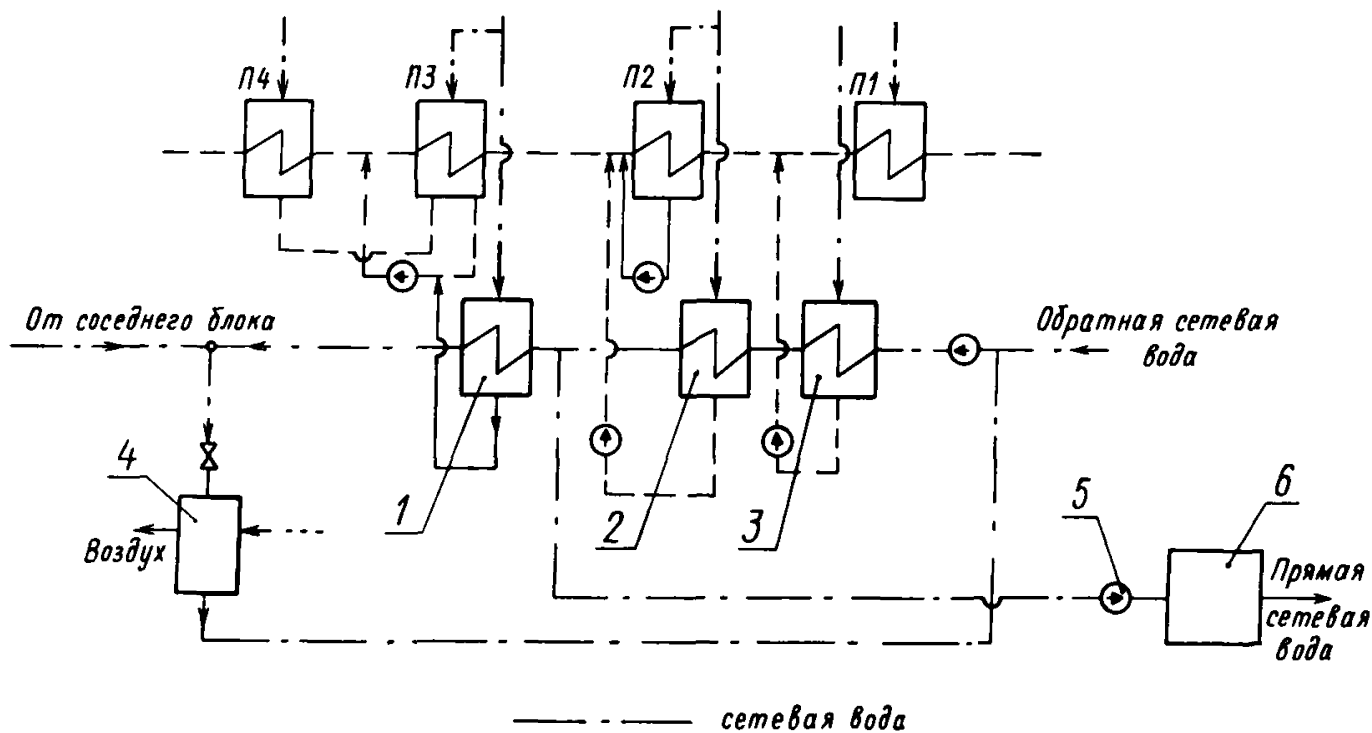 П4
П3
П2
П1
От соседнего блока
Обратная сетевая
вода
4
1
2
3
5
6
Воздух
Прямая
сетевая
вода
сетевая вода